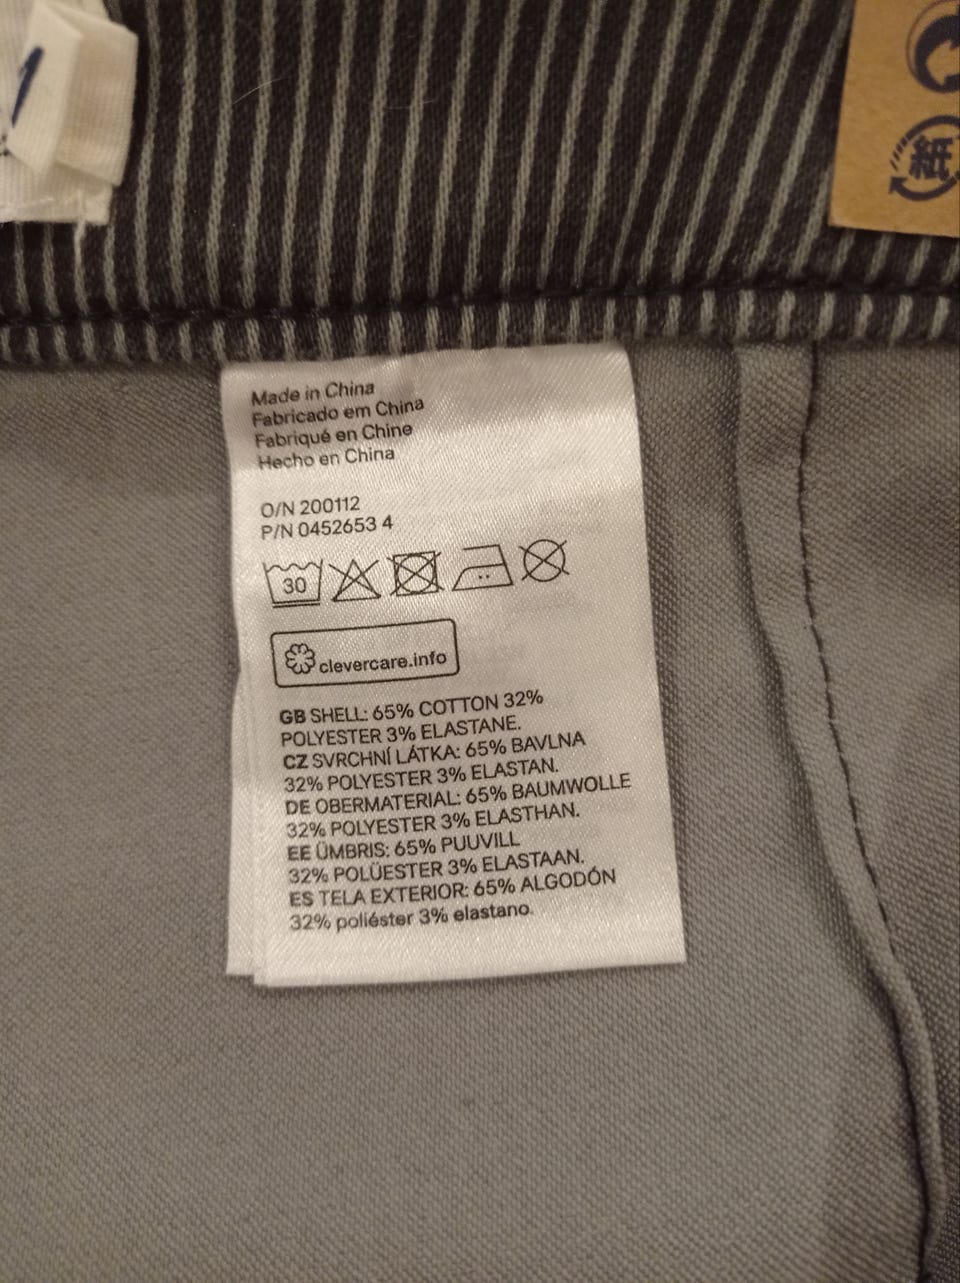 紙
Made in China
Fabricado em China
Fabriqué en Chine
Hecho en China
O/N 200112
P/N 0452653 4
30
clevercare.info
GB SHELL: 65% COTTON 32%
POLYESTER 3% ELASTANE.
CZ SVRCHNÍ LÁTKA: 65% BAVLNA
32% POLYESTER 3% ELASTAN.
DE OBERMATERIAL: 65% BAUMWOLLE
32% POLYESTER 3% ELASTHAN.
EE ÜMBRIS: 65% PUUVILL
32% POLÜESTER 3% ELASTAAN.
ES TELA EXTERIOR: 65% ALGODÓN
32% poliéster 3% elastano.